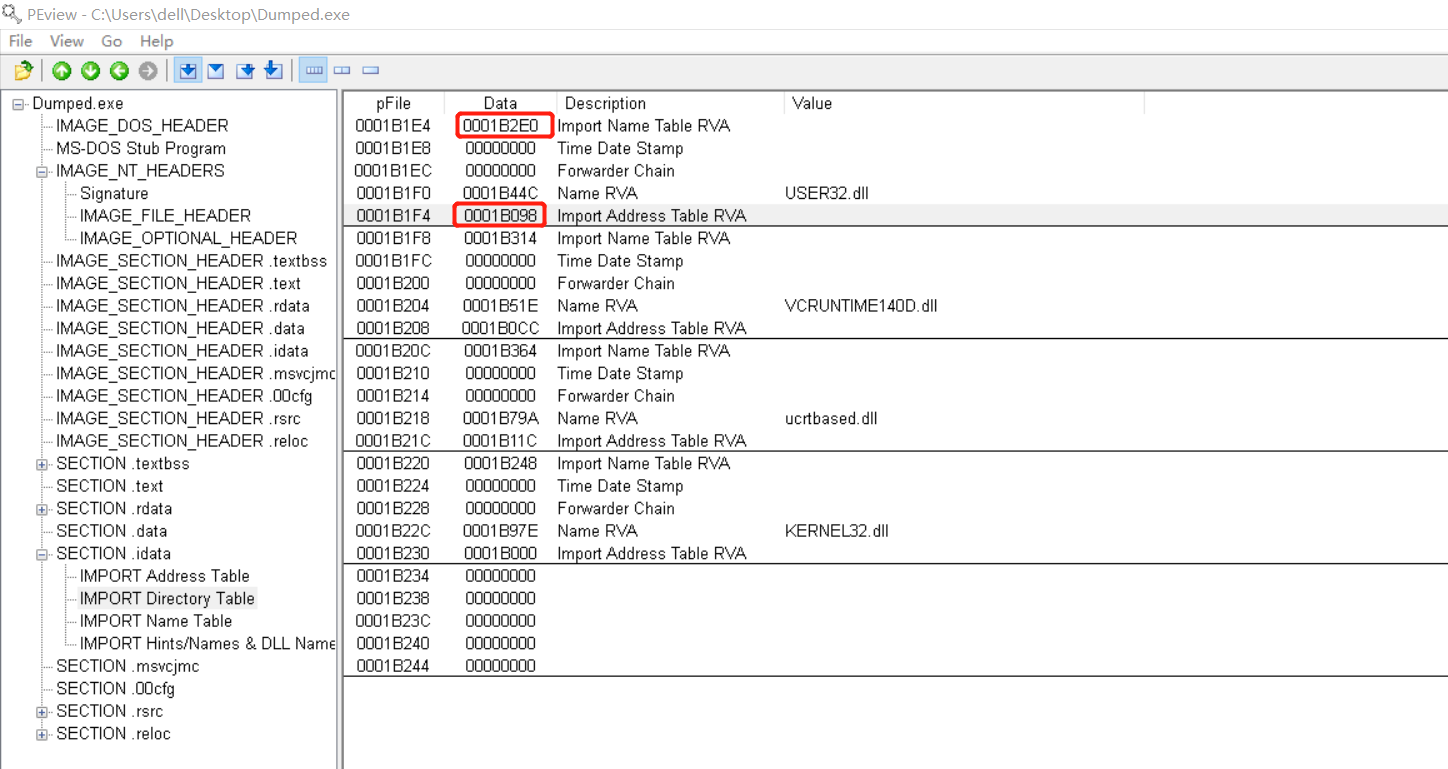 PEview - C:\Users\dell\Desktop\Dumped.exe
File View Go Help
Dumped.exe
IMAGE_DOS_HEADER
MS-DOS Stub Program
IMAGE_NT_HEADERS
Signature
IMAGE_FILE_HEADER
IMAGE_OPTIONAL_HEADER
IMAGE_SECTION_HEADER .textbss
IMAGE_SECTION_HEADER .text
IMAGE_SECTION_HEADER .rdata
IMAGE_SECTION_HEADER .data
IMAGE_SECTION_HEADER .idata
IMAGE_SECTION_HEADER .msvcjmc
IMAGE_SECTION_HEADER .00cfg
IMAGE_SECTION_HEADER .rsrc
IMAGE_SECTION_HEADER .reloc
SECTION .textbss
SECTION .text
SECTION .rdata
SECTION .data
SECTION .idata
IMPORT Address Table
IMPORT Directory Table
IMPORT Name Table
IMPORT Hints/Names & DLL Name
SECTION .msvcjmc
SECTION .00cfg
SECTION .rsrc
SECTION .reloc
pFile Data Description Value
0001B1E4 0001B2E0 Import Name Table RVA
0001B1E8 00000000 Time Date Stamp
0001B1EC 00000000 Forwarder Chain
0001B1F0 0001B44C Name RVA USER32.dll
0001B1F4 0001B098 Import Address Table RVA
0001B1F8 0001B314 Import Name Table RVA
0001B1FC 00000000 Time Date Stamp
0001B200 00000000 Forwarder Chain
0001B204 0001B51E Name RVA VCRUNTIME140D.dll
0001B208 0001B0CC Import Address Table RVA
0001B20C 0001B364 Import Name Table RVA
0001B210 00000000 Time Date Stamp
0001B214 00000000 Forwarder Chain
0001B218 0001B79A Name RVA ucrtbased.dll
0001B21C 0001B11C Import Address Table RVA
0001B220 0001B248 Import Name Table RVA
0001B224 00000000 Time Date Stamp
0001B228 00000000 Forwarder Chain
0001B22C 0001B97E Name RVA KERNEL32.dll
0001B230 0001B000 Import Address Table RVA
0001B234 00000000
0001B238 00000000
0001B23C 00000000
0001B240 00000000
0001B244 00000000